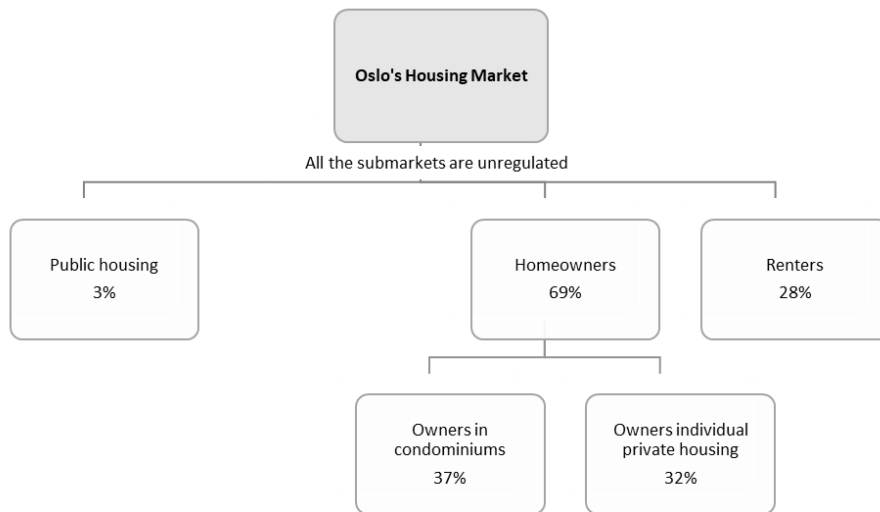 Oslo's Housing Market
All the submarkets are unregulated
Public housing
3%
Homeowners
69%
Renters
28%
Owners in
condominiums
37%
Owners individual
private housing
32%